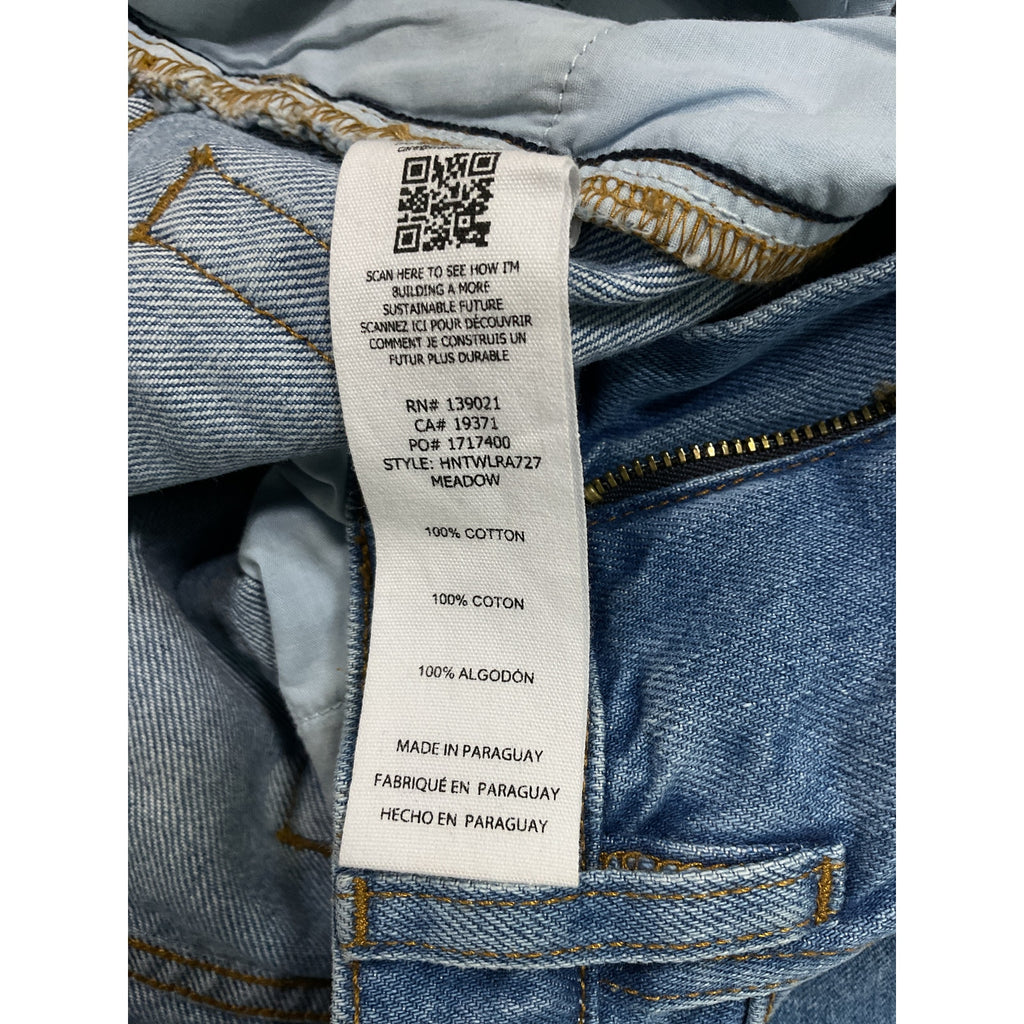 SCAN HERE TO SEE HOW I'M
BUILDING A MORE
SUSTAINABLE FUTURE
SCANNEZ ICI POUR DÉCOUVRIR
COMMENT JE CONSTRUIS UN
FUTUR PLUS DURABLE
RN# 139021
CA# 19371
PO# 1717400
STYLE: HNTWLRA727
MEADOW
100% COTTON
100% COTON
100% ALGODÓN
MADE IN PARAGUAY
FABRIQUÉ EN PARAGUAY
HECHO EN PARAGUAY